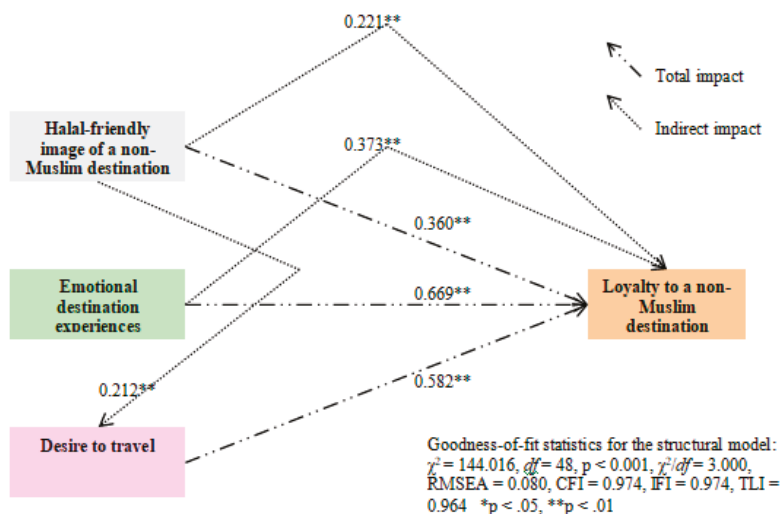 0.221**
Total impact
Indirect impact
Halal-friendly
image of a non-
Muslim destination
0.373**
0.360**
Emotional
destination
experiences
0.669**
Loyalty to a non-
Muslim
destination
0.212**
0.582**
Desire to travel
Goodness-of-fit statistics for the structural model:
χ² = 144.016, df = 48, p < 0.001, χ²/df = 3.000,
RMSEA = 0.080, CFI = 0.974, IFI = 0.974, TLI =
0.964 *p < .05, **p < .01